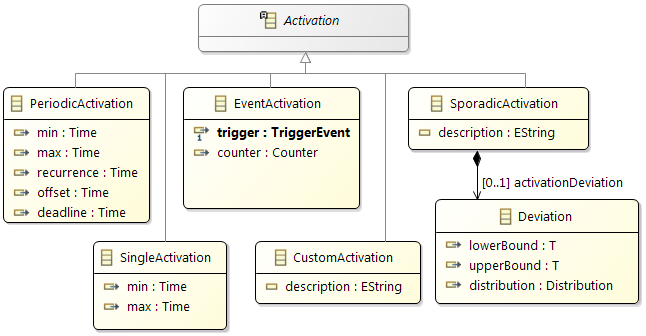 Activation
PeriodicActivation
min : Time
max : Time
recurrence : Time
offset : Time
deadline : Time
EventActivation
1
trigger : TriggerEvent
counter : Counter
SporadicActivation
description : EString
[0..1] activationDeviation
Deviation
lowerBound : T
upperBound : T
distribution : Distribution
SingleActivation
min : Time
max : Time
CustomActivation
description : EString